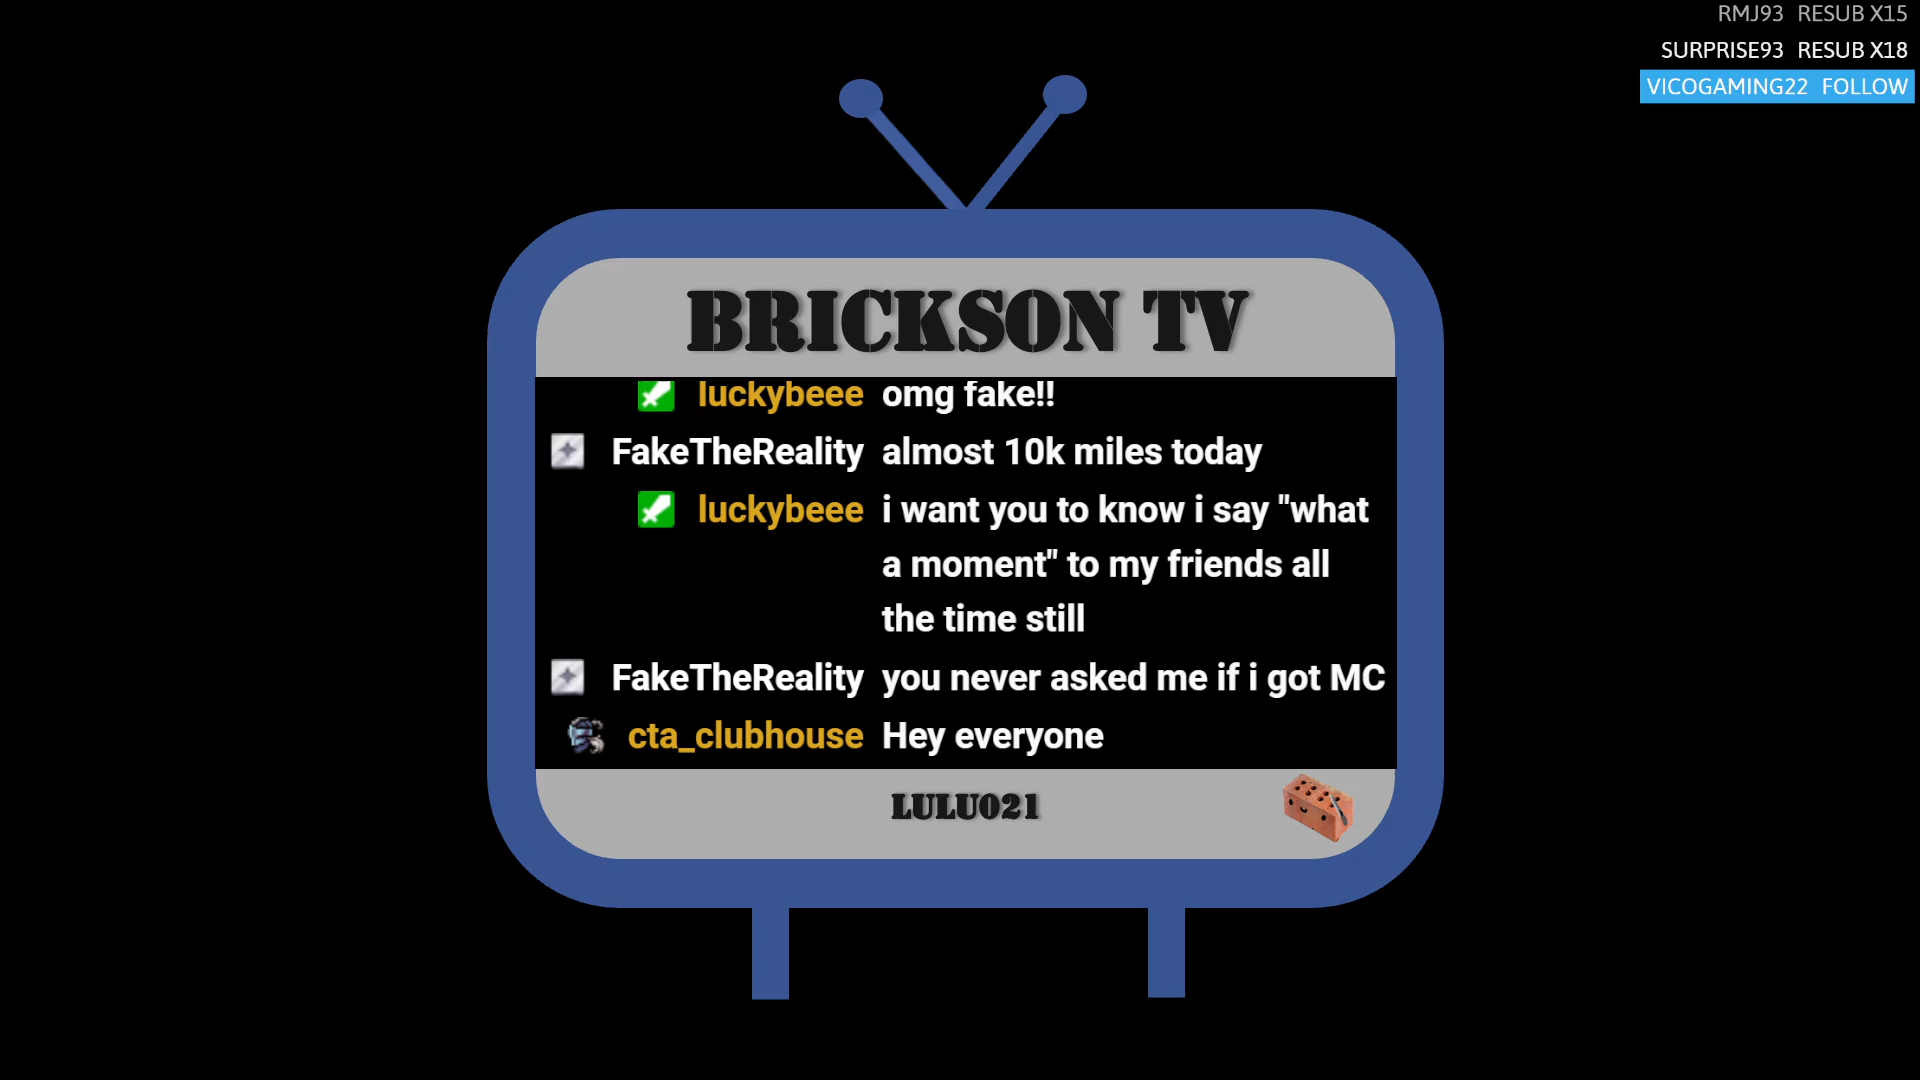 RMJ93 RESUB X15
SURPRISE93 RESUB X18
VICOGAMING22 FOLLOW
BRICKSON TV
luckybeee omg fake!!
FakeTheReality almost 10k miles today
luckybeee i want you to know i say "what
a moment" to my friends all
the time still
FakeTheReality you never asked me if i got MC
cta_clubhouse Hey everyone
LULU021